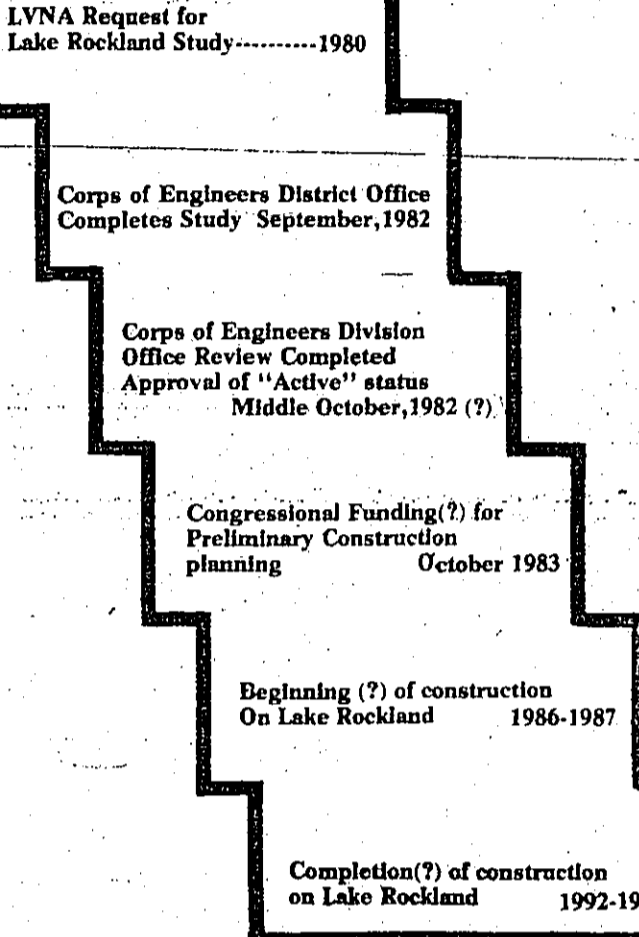 LVNA Request for
Lake Rockland Study----------1980
Corps of Engineers District Office
Completes Study September,1982
Corps of Engineers Division
Office Review Completed
Approval of "Active" status
Middle October,1982 (?)
Congressional Funding(?) for
Preliminary Construction
planning October 1983
Beginning (?) of construction
On Lake Rockland 1986-1987
Completion(?) of construction
on Lake Rockland 1992-19